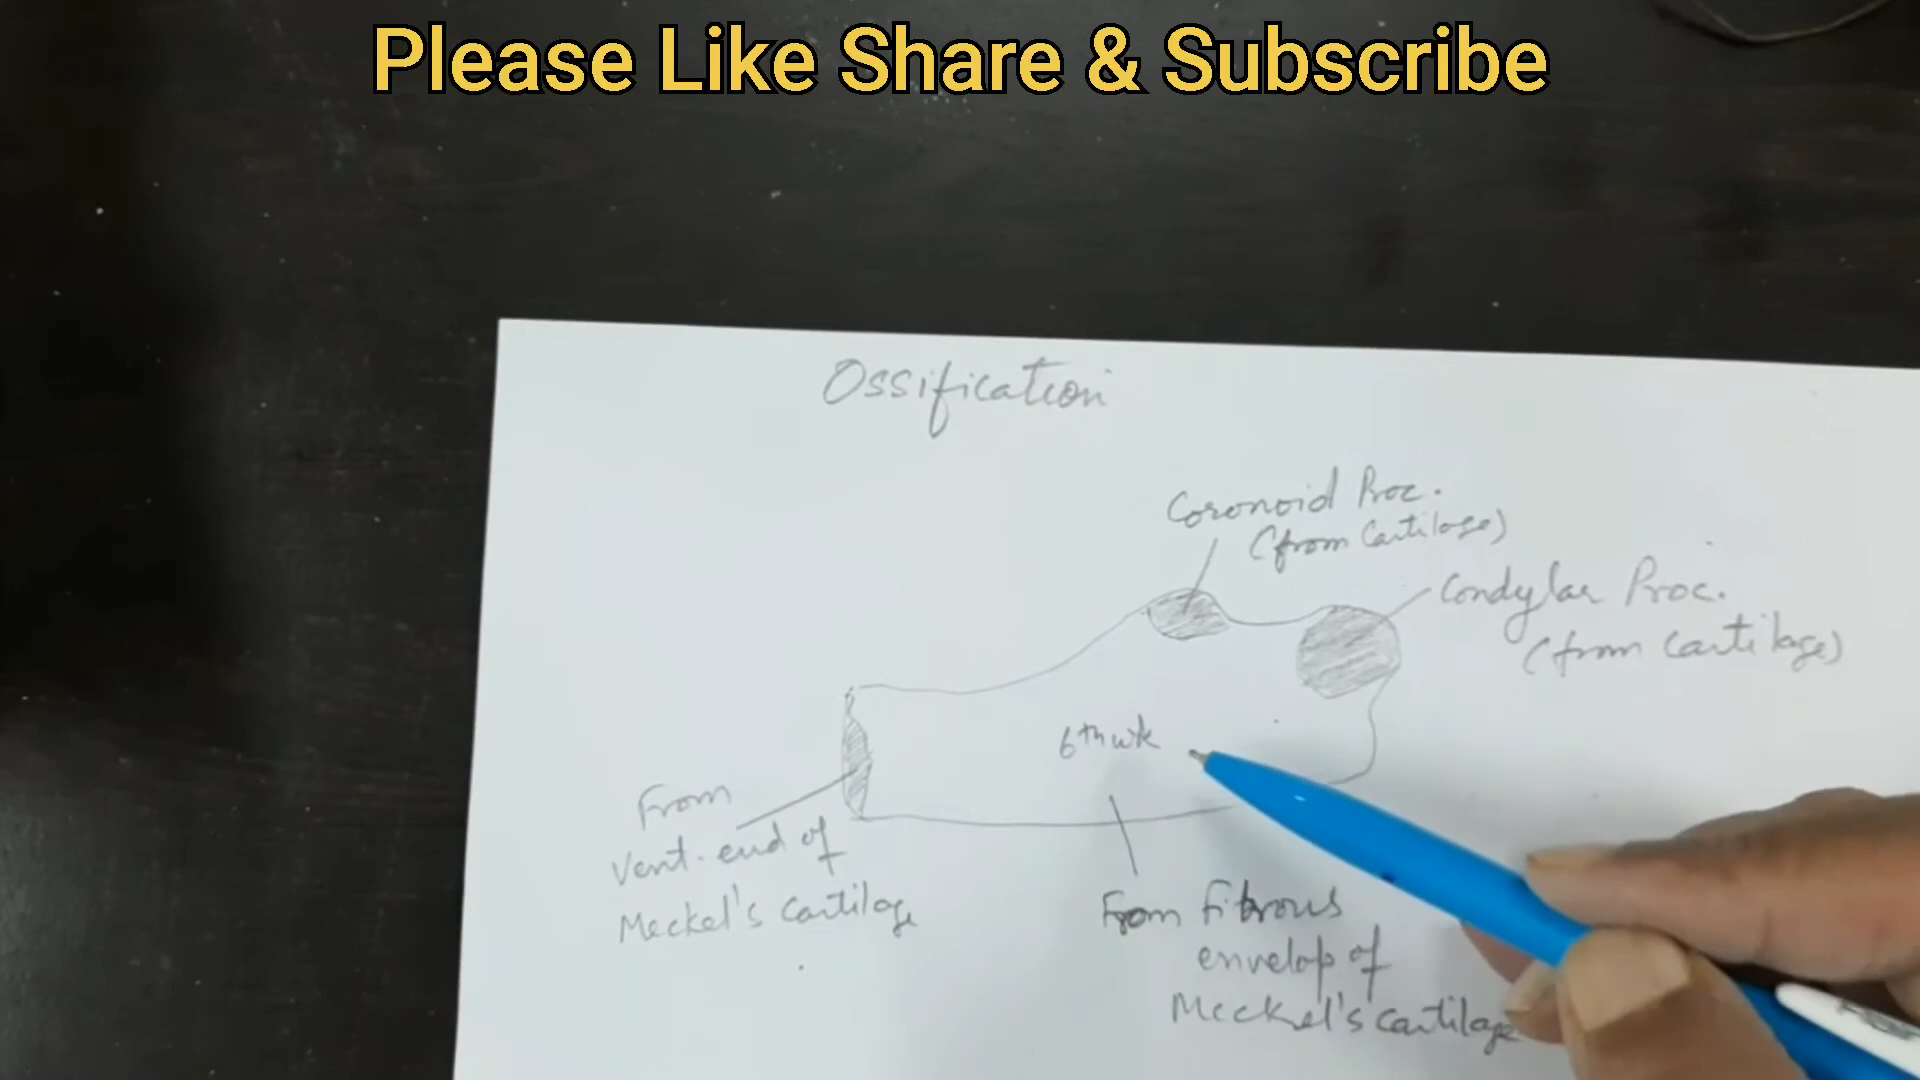 Please Like Share & Subscribe
Ossification
Coronoid Proc.
(from Cartilage)
Condylar Proc.
(from Cartilage)
6th wk
From
Vent. end of
Meckel's Cartilage
From Fibrous
envelop of
Meckel's Cartilage